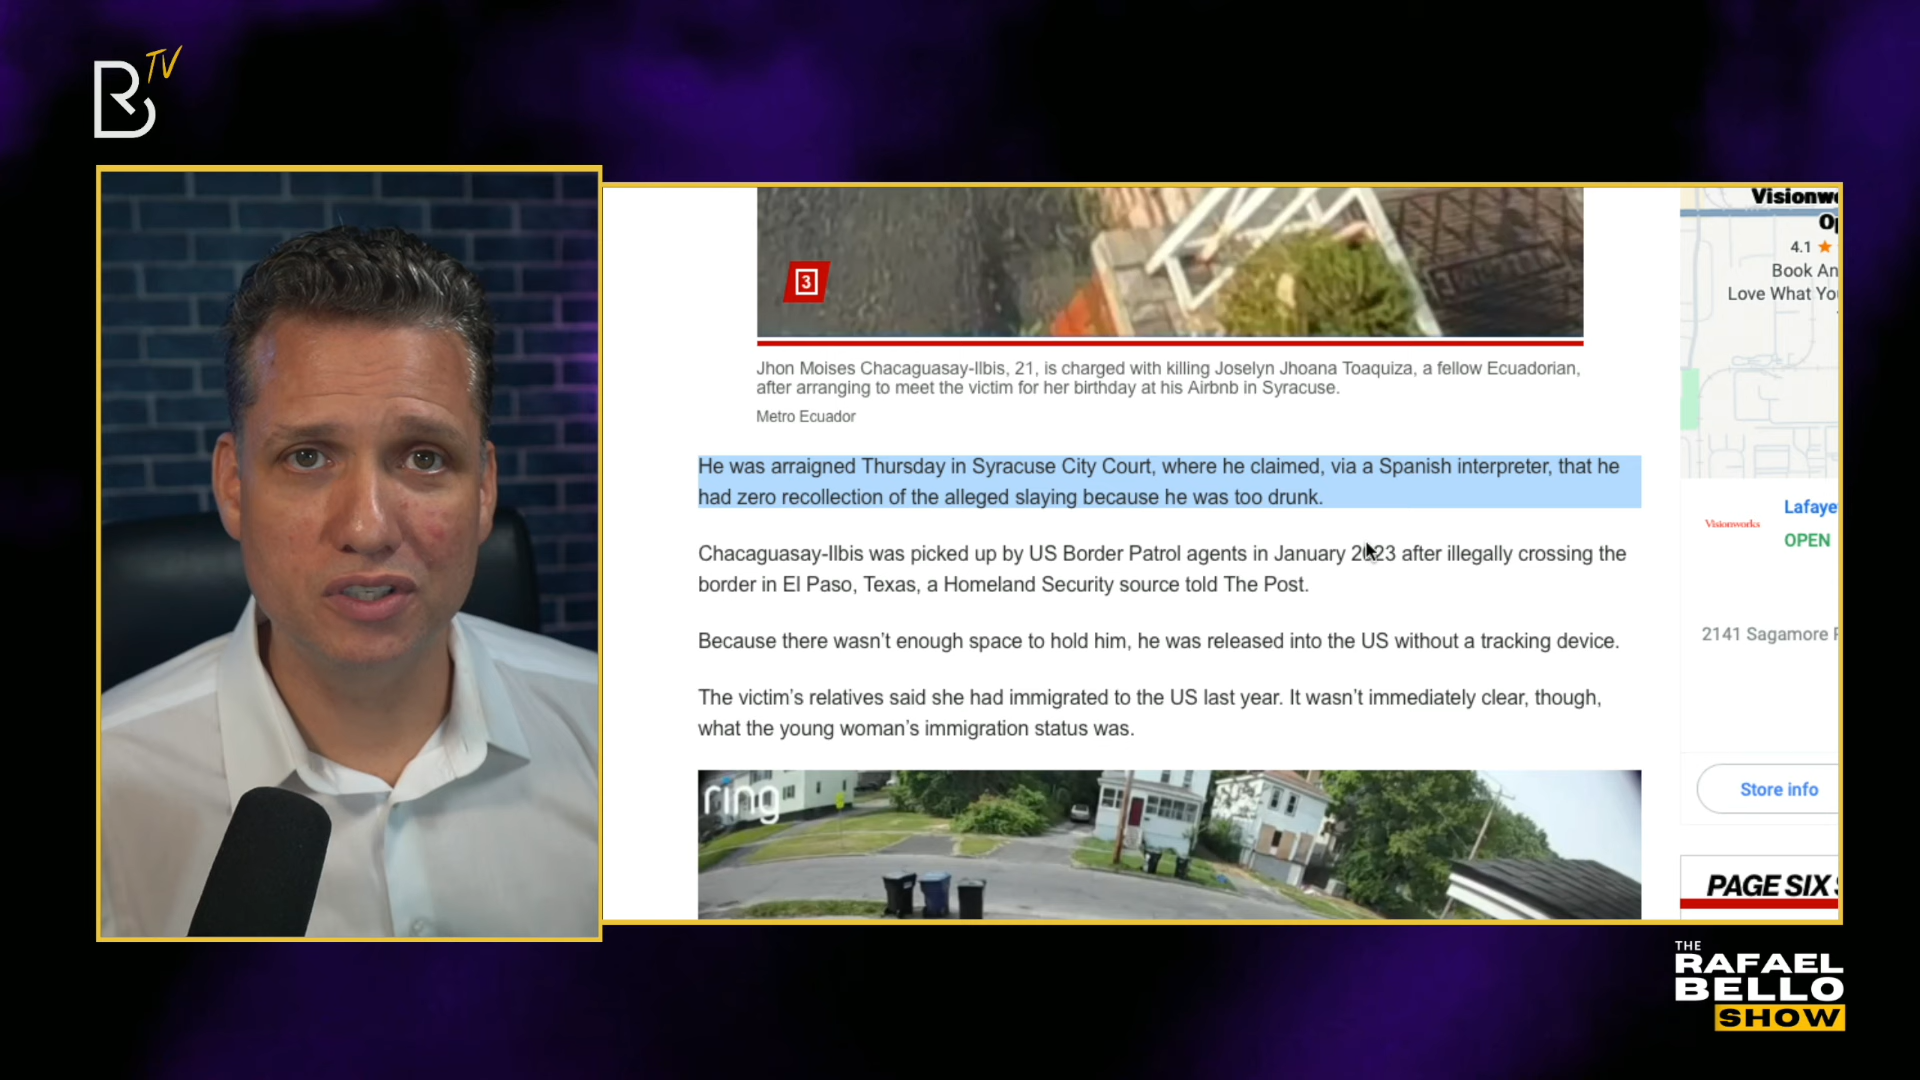 TV
RB
3
Jhon Moises Chacaguasay-Ilbis, 21, is charged with killing Joselyn Jhoana Toaquiza, a fellow Ecuadorian,
after arranging to meet the victim for her birthday at his Airbnb in Syracuse.
Metro Ecuador
He was arraigned Thursday in Syracuse City Court, where he claimed, via a Spanish interpreter, that he
had zero recollection of the alleged slaying because he was too drunk.
Chacaguasay-Ilbis was picked up by US Border Patrol agents in January 2023 after illegally crossing the
border in El Paso, Texas, a Homeland Security source told The Post.
Because there wasn’t enough space to hold him, he was released into the US without a tracking device.
The victim’s relatives said she had immigrated to the US last year. It wasn’t immediately clear, though,
what the young woman’s immigration status was.
ring
Visionw
Op
4.1
Book An
Love What Yo
Visionworks
Lafaye
OPEN
2141 Sagamore
Store info
PAGE SIX
THE
RAFAEL
BELLO
SHOW